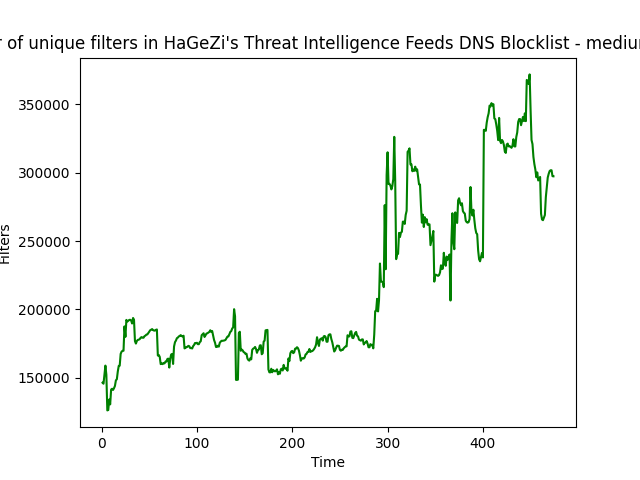 r of unique filters in HaGeZi's Threat Intelligence Feeds DNS Blocklist - mediu
350000
300000
250000
200000
150000
Filters
0 100 200 300 400
Time